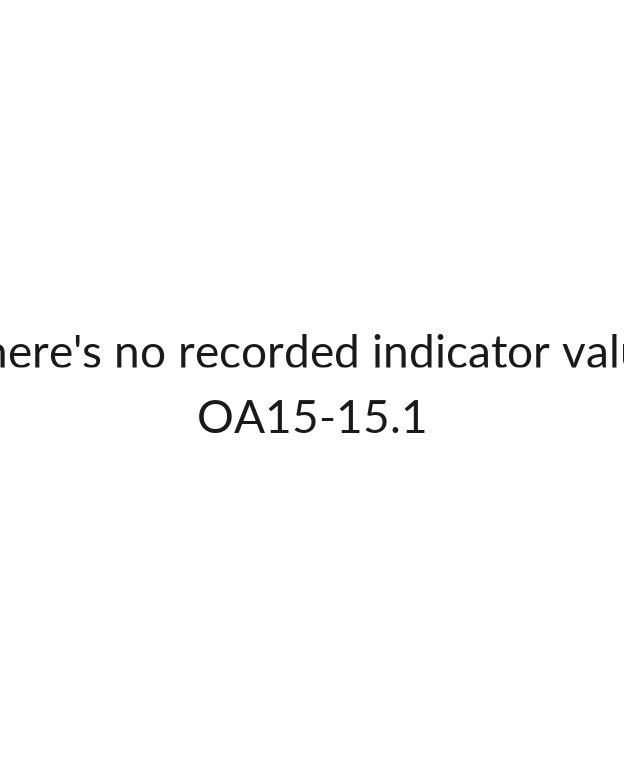 here's no recorded indicator valu
OA15-15.1